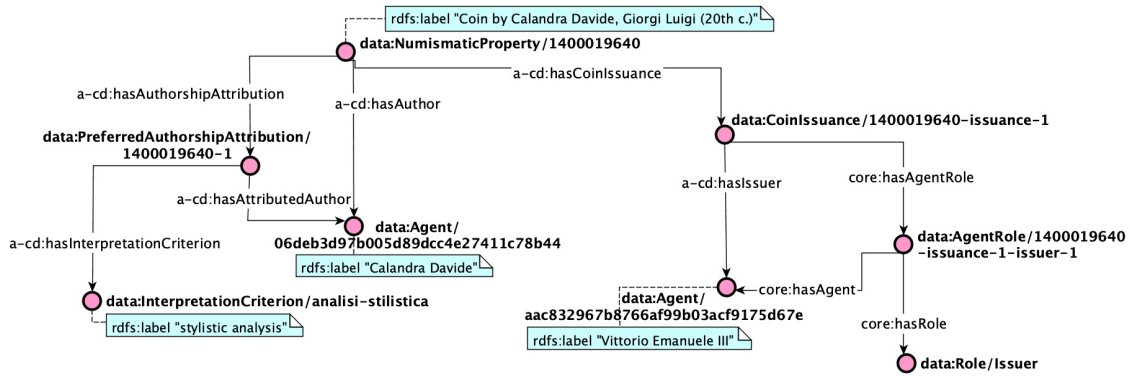 rdfs:label "Coin by Calandra Davide, Giorgi Luigi (20th c.)"
data:NumismaticProperty/1400019640
a-cd:hasCoinIssuance
a-cd:hasAuthorshipAttribution
a-cd:hasAuthor
data:CoinIssuance/1400019640-issuance-1
data:PreferredAuthorshipAttribution/
1400019640-1
a-cd:hasIssuer
core:hasAgentRole
a-cd:hasAttributedAuthor
data:Agent/
06deb3d97b005d89dcc4e27411c78b44
rdfs:label "Calandra Davide"
a-cd:hasInterpretationCriterion
data:AgentRole/1400019640
-issuance-1-issuer-1
core:hasAgent
data:InterpretationCriterion/analisi-stilistica
rdfs:label "stylistic analysis"
data:Agent/
aac832967b8766af99b03acf9175d67e
rdfs:label "Vittorio Emanuele III"
core:hasRole
data:Role/Issuer